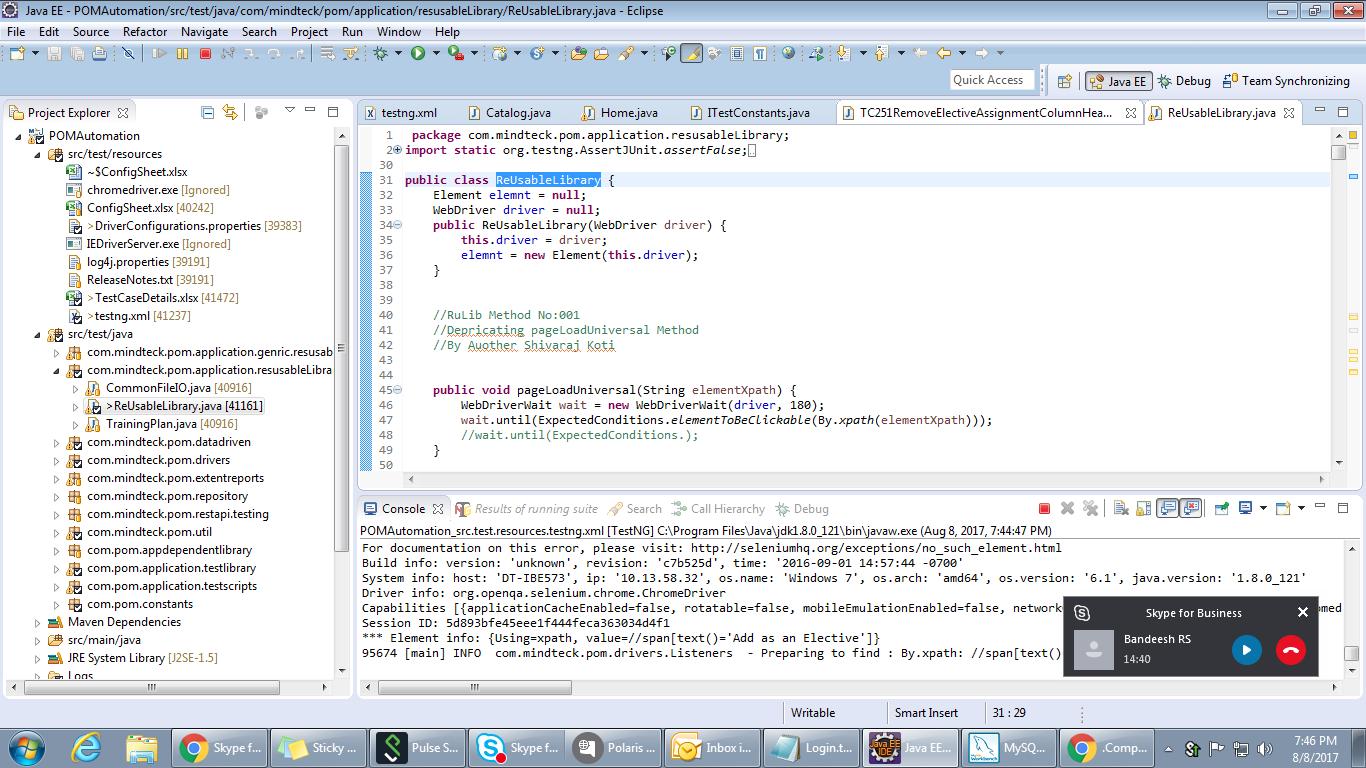 Java EE - POMAutomation/src/test/java/com/mindteck/pom/application/resusableLibrary/ReUsableLibrary.java - Eclipse
File Edit Source Refactor Navigate Search Project Run Window Help
Quick Access Java EE Debug Team Synchronizing
Project Explorer
POMAutomation
src/test/resources
~$ConfigSheet.xlsx
chromedriver.exe [Ignored]
ConfigSheet.xlsx [40242]
>DriverConfigurations.properties [39383]
IEDriverServer.exe [Ignored]
log4j.properties [39191]
ReleaseNotes.txt [39191]
>TestCaseDetails.xlsx [41472]
>testng.xml [41237]
src/test/java
com.mindteck.pom.application.genric.resusab
com.mindteck.pom.application.resusableLibra
CommonFileIO.java [40916]
>ReUsableLibrary.java [41161]
TrainingPlan.java [40916]
com.mindteck.pom.datadriven
com.mindteck.pom.drivers
com.mindteck.pom.extentreports
com.mindteck.pom.repository
com.mindteck.pom.restapi.testing
com.mindteck.pom.util
com.pom.appdependentlibrary
com.pom.application.testlibrary
com.pom.application.testscripts
com.pom.constants
Maven Dependencies
src/main/java
JRE System Library [J2SE-1.5]
Logs
testng.xml Catalog.java Home.java ITestConstants.java TC251RemoveElectiveAssignmentColumnHea... ReUsableLibrary.java
1 package com.mindteck.pom.application.resusableLibrary;
2 import static org.testng.AssertJUnit.assertFalse;
30
31 public class ReUsableLibrary {
32 Element elemnt = null;
33 WebDriver driver = null;
34 public ReUsableLibrary(WebDriver driver) {
35 this.driver = driver;
36 elemnt = new Element(this.driver);
37 }
38
39
40 //RuLib Method No:001
41 //Depricating pageLoadUniversal Method
42 //By Auother Shivaraj Koti
43
44
45 public void pageLoadUniversal(String elementXpath) {
46 WebDriverWait wait = new WebDriverWait(driver, 180);
47 wait.until(ExpectedConditions.elementToBeClickable(By.xpath(elementXpath)));
48 //wait.until(ExpectedConditions.);
49 }
50
Console Results of running suite Search Call Hierarchy Debug
POMAutomation_src.test.resources.testng.xml [TestNG] C:\Program Files\Java\jdk1.8.0_121\bin\javaw.exe (Aug 8, 2017, 7:44:47 PM)
For documentation on this error, please visit: http://seleniumhq.org/exceptions/no_such_element.html
Build info: version: 'unknown', revision: 'c7b525d', time: '2016-09-01 14:57:44 -0700'
System info: host: 'DT-IBE573', ip: '10.13.58.32', os.name: 'Windows 7', os.arch: 'amd64', os.version: '6.1', java.version: '1.8.0_121'
Driver info: org.openqa.selenium.chrome.ChromeDriver
Capabilities [{applicationCacheEnabled=false, rotatable=false, mobileEmulationEnabled=false, network
Session ID: 5d893bfe45eee1f444feca363034d4f1
*** Element info: {Using=xpath, value=//span[text()='Add as an Elective']}
95674 [main] INFO com.mindteck.pom.drivers.Listeners - Preparing to find : By.xpath: //span[text()
Skype for Business
Bandeesh RS
14:40
Writable Smart Insert 31 : 29
Skype f... Sticky ... Pulse S... Skype f... Polaris ... Inbox i... Login.t... Java EE... MySQ... .Comp...
7:46 PM
8/8/2017